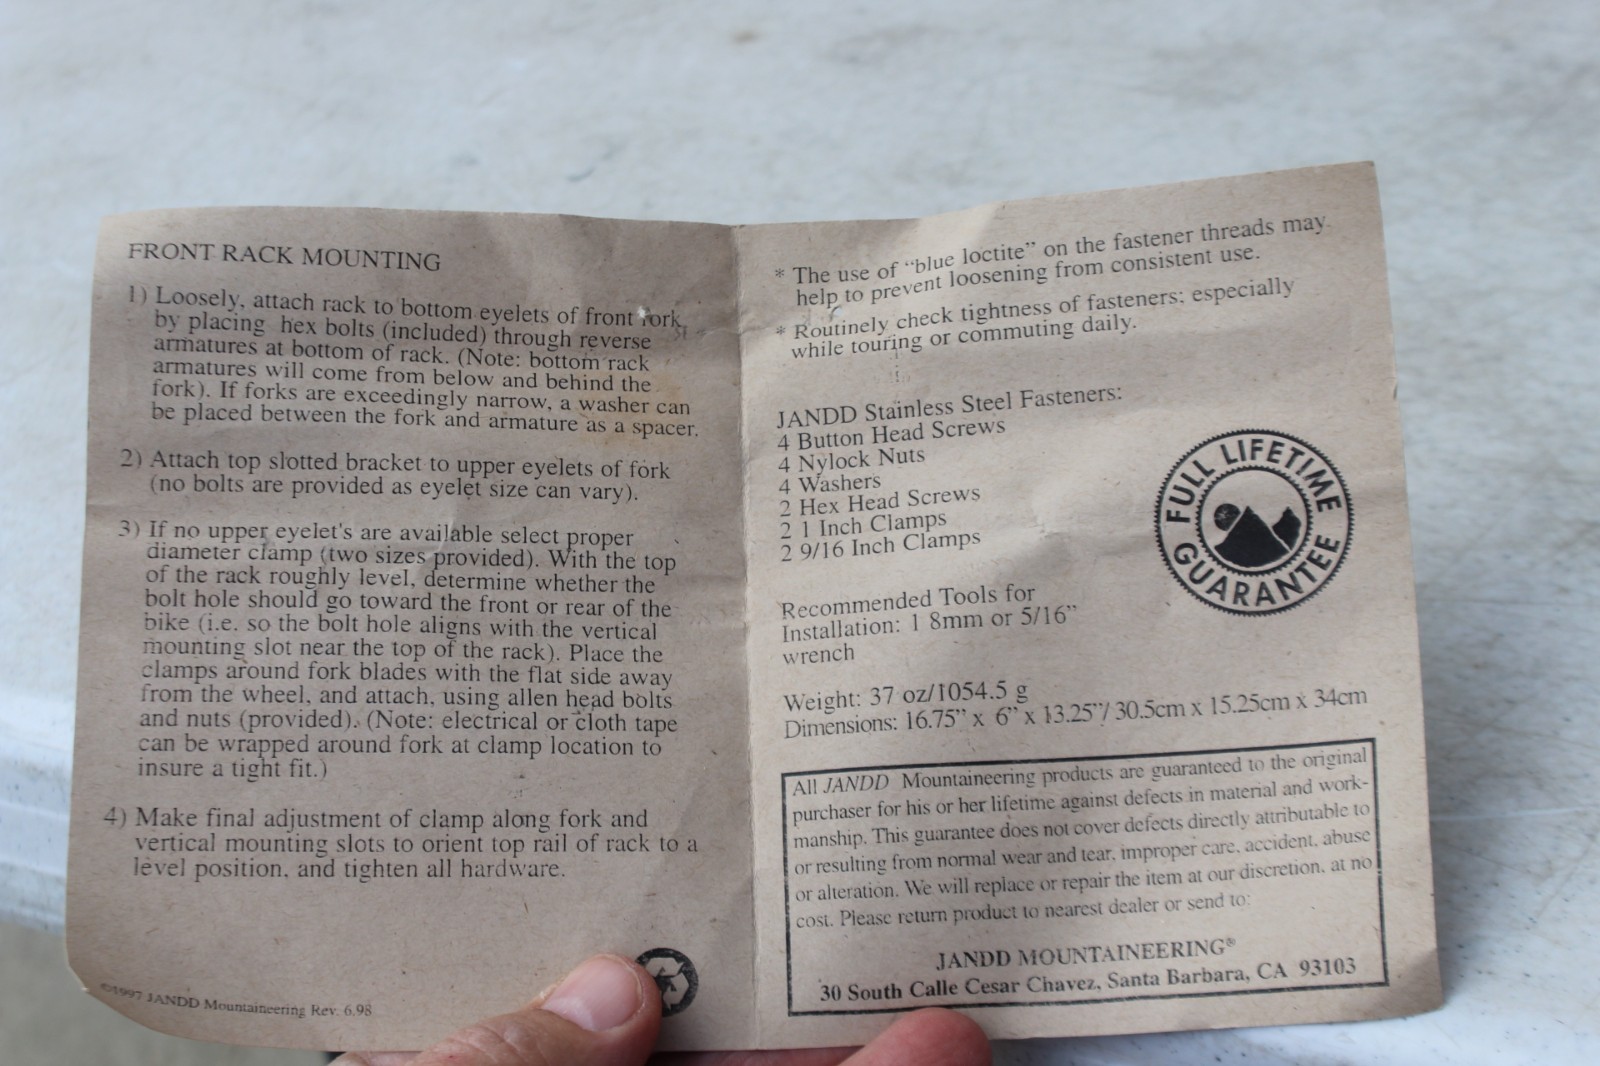 FRONT RACK MOUNTING
1) Loosely, attach rack to bottom eyelets of front fork
by placing hex bolts (included) through reverse
armatures at bottom of rack. (Note: bottom rack
armatures will come from below and behind the
fork). If forks are exceedingly narrow, a washer can
be placed between the fork and armature as a spacer.
2) Attach top slotted bracket to upper eyelets of fork
(no bolts are provided as eyelet size can vary).
3) If no upper eyelet's are available select proper
diameter clamp (two sizes provided). With the top
of the rack roughly level, determine whether the
bolt hole should go toward the front or rear of the
bike (i.e. so the bolt hole aligns with the vertical
mounting slot near the top of the rack). Place the
clamps around fork blades with the flat side away
from the wheel, and attach, using allen head bolts
and nuts (provided). (Note: electrical or cloth tape
can be wrapped around fork at clamp location to
insure a tight fit.)
4) Make final adjustment of clamp along fork and
vertical mounting slots to orient top rail of rack to a
level position, and tighten all hardware.
©1997 JANDD Mountaineering Rev. 6.98
* The use of "blue loctite" on the fastener threads may
help to prevent loosening from consistent use.
* Routinely check tightness of fasteners; especially
while touring or commuting daily.
JANDD Stainless Steel Fasteners:
4 Button Head Screws
4 Nylock Nuts
4 Washers
2 Hex Head Screws
2 1 Inch Clamps
2 9/16 Inch Clamps
FULL LIFETIME
GUARANTEE
Recommended Tools for
Installation: 1 8mm or 5/16"
wrench
Weight: 37 oz/1054.5 g
Dimensions: 16.75" x 6" x 13.25"/ 30.5cm x 15.25cm x 34cm
All JANDD Mountaineering products are guaranteed to the original
purchaser for his or her lifetime against defects in material and work-
manship. This guarantee does not cover defects directly attributable to
or resulting from normal wear and tear, improper care, accident, abuse
or alteration. We will replace or repair the item at our discretion, at no
cost. Please return product to nearest dealer or send to:
JANDD MOUNTAINEERING®
30 South Calle Cesar Chavez, Santa Barbara, CA 93103